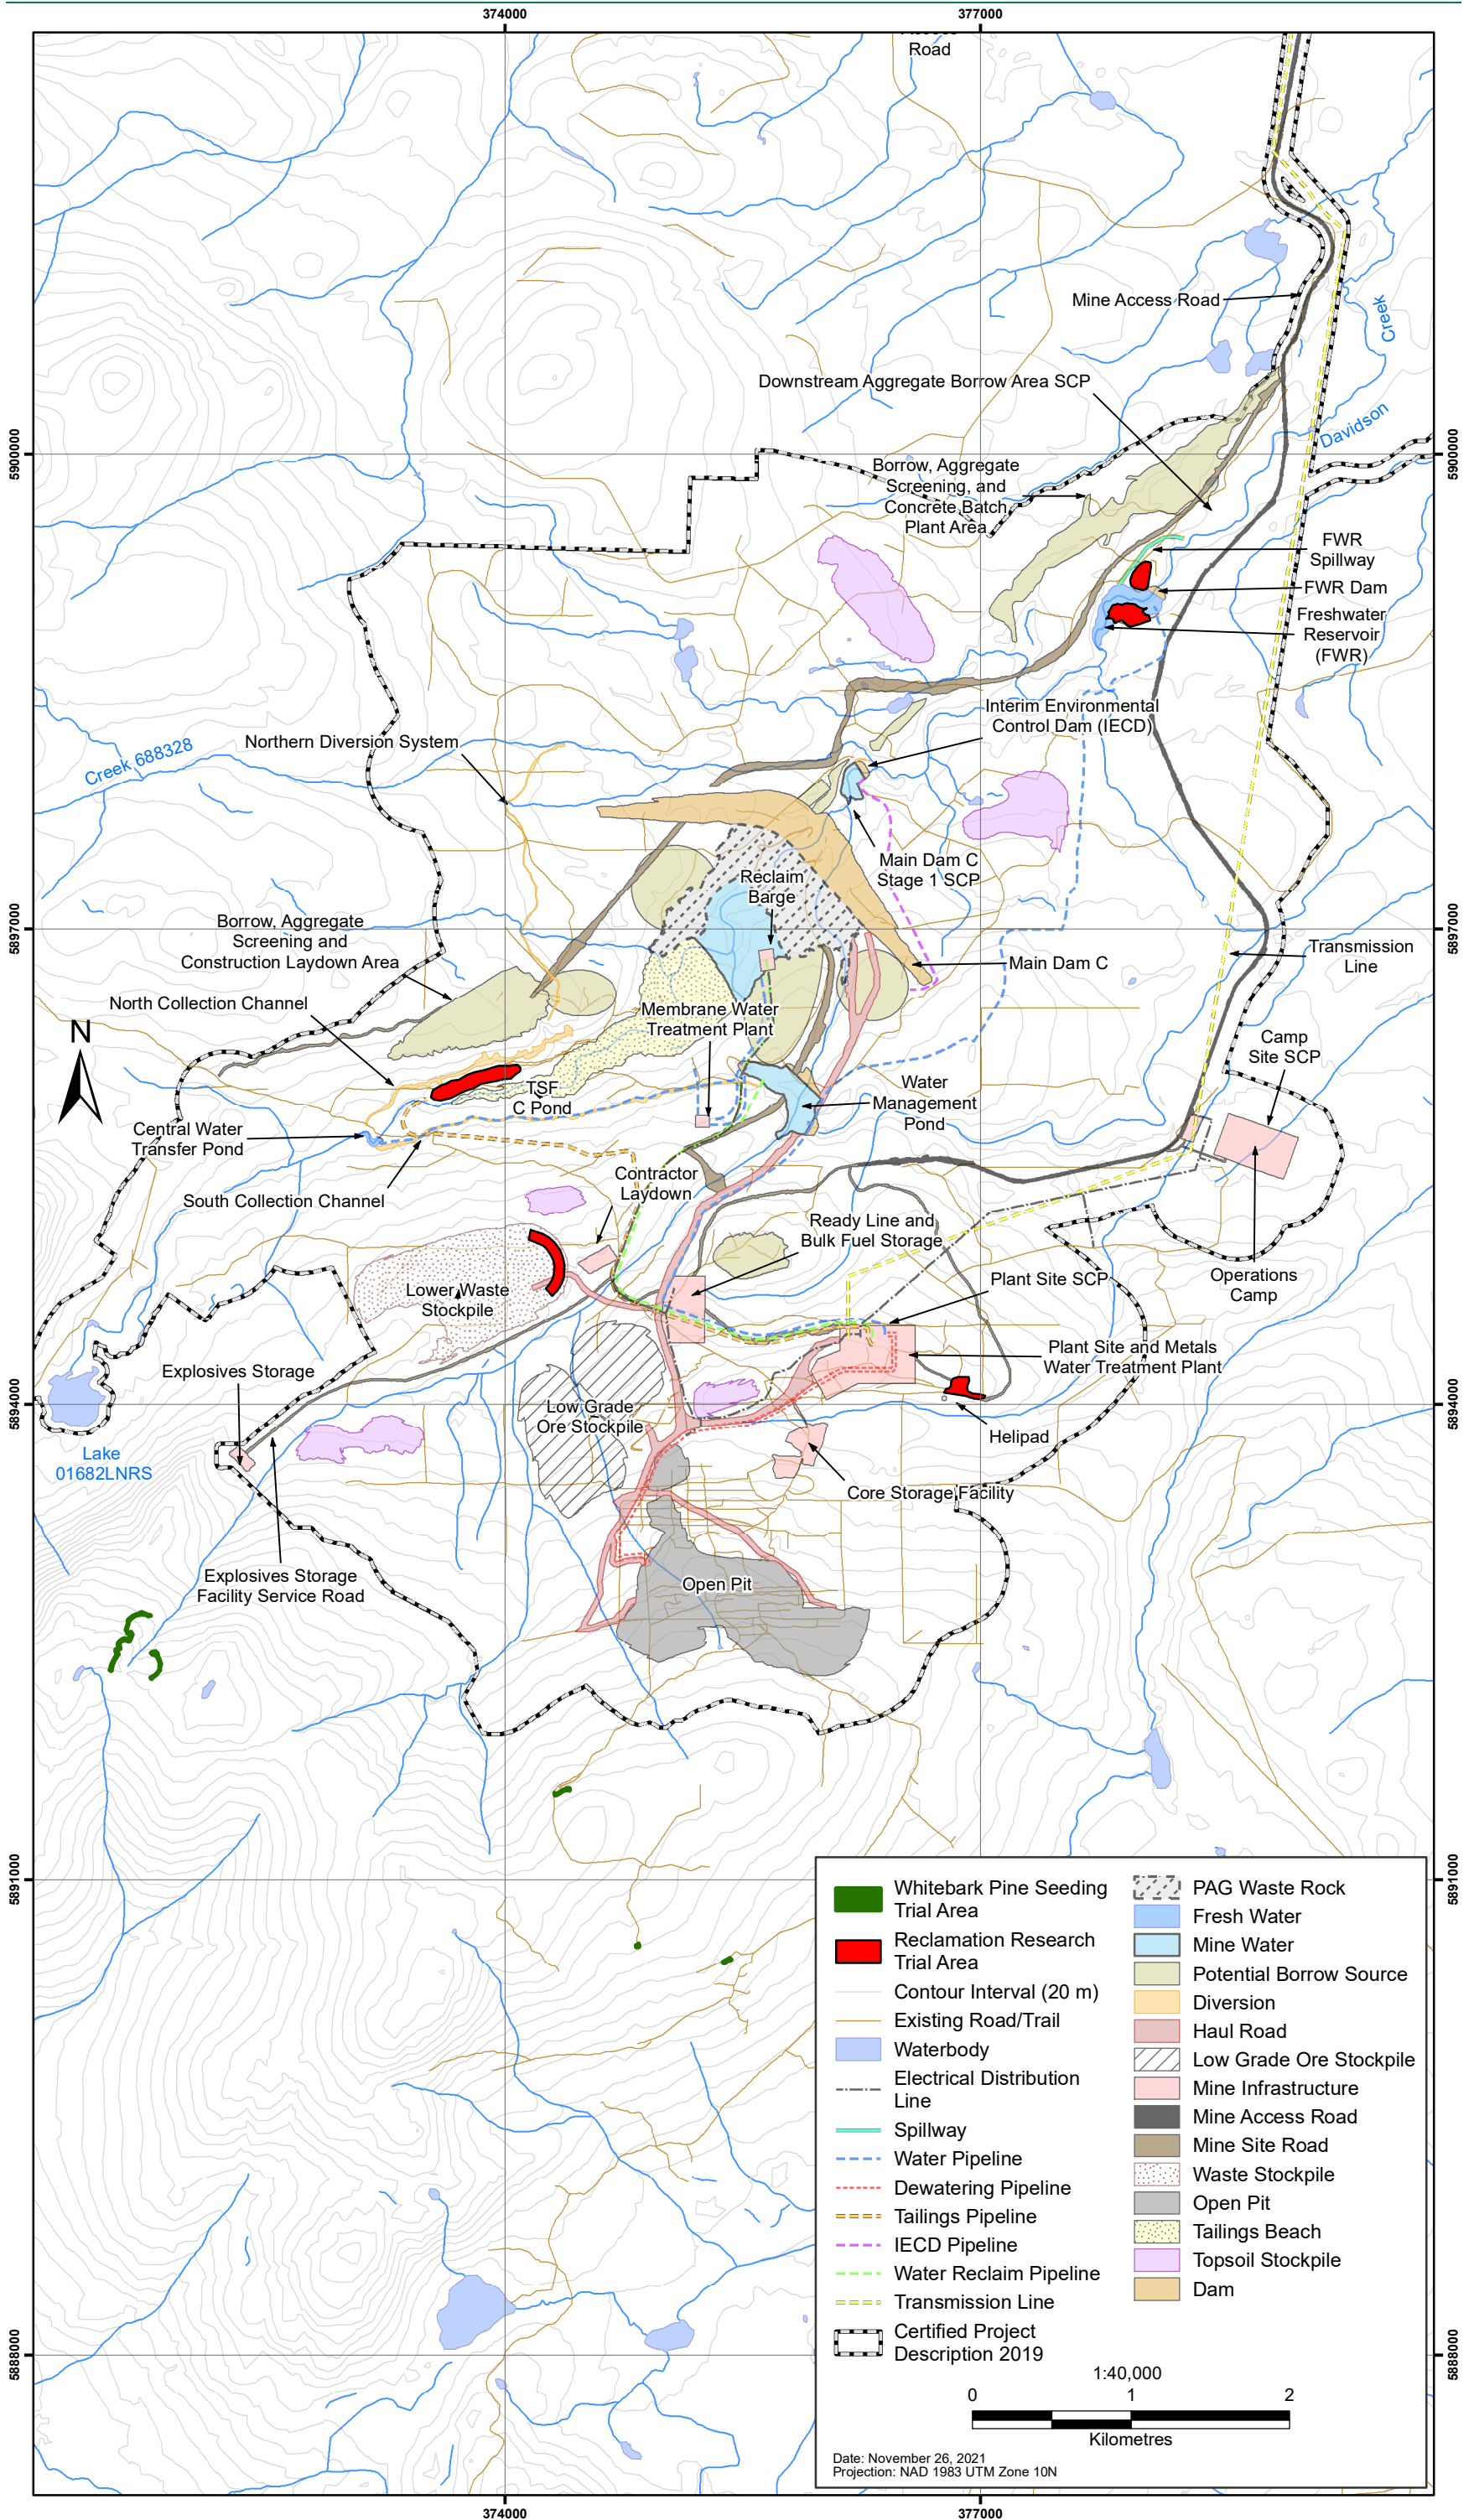 374000
377000
Road
Mine Access Road
Creek
Downstream Aggregate Borrow Area SCP
Davidson
5900000
5900000
Borrow, Aggregate
Screening, and
Concrete Batch
Plant Area
FWR
Spillway
FWR Dam
Freshwater
Reservoir
(FWR)
Interim Environmental
Control Dam (IECD)
Northern Diversion System
Creek 688328
Main Dam C
Stage 1 SCP
Reclaim
Barge
Borrow, Aggregate
Screening and
Construction Laydown Area
5897000
5897000
Main Dam C
Transmission
Line
North Collection Channel
Membrane Water
Treatment Plant
N
Camp
Site SCP
TSF
C Pond
Water
Management
Pond
Central Water
Transfer Pond
Contractor
Laydown
South Collection Channel
Ready Line and
Bulk Fuel Storage
Plant Site SCP
Operations
Camp
Lower Waste
Stockpile
Plant Site and Metals
Water Treatment Plant
Explosives Storage
5894000
5894000
Low Grade
Ore Stockpile
Helipad
Lake
01682LNRS
Core Storage Facility
Explosives Storage
Facility Service Road
Open Pit
5891000
5891000
Whitebark Pine Seeding
Trial Area
Reclamation Research
Trial Area
Contour Interval (20 m)
Existing Road/Trail
Waterbody
Electrical Distribution
Line
Spillway
Water Pipeline
Dewatering Pipeline
Tailings Pipeline
IECD Pipeline
Water Reclaim Pipeline
Transmission Line
Certified Project
Description 2019
PAG Waste Rock
Fresh Water
Mine Water
Potential Borrow Source
Diversion
Haul Road
Low Grade Ore Stockpile
Mine Infrastructure
Mine Access Road
Mine Site Road
Waste Stockpile
Open Pit
Tailings Beach
Topsoil Stockpile
Dam
5888000
5888000
1:40,000
0
1
2
Kilometres
Date: November 26, 2021
Projection: NAD 1983 UTM Zone 10N
374000
377000